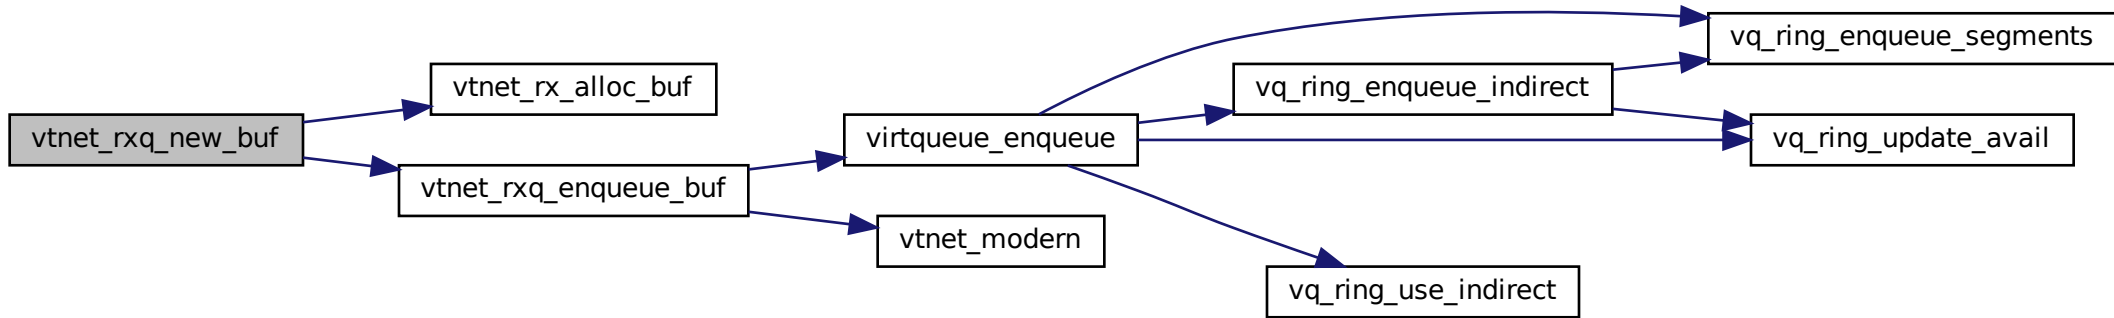 vtnet_rxq_new_buf
vtnet_rx_alloc_buf
vtnet_rxq_enqueue_buf
virtqueue_enqueue
vtnet_modern
vq_ring_enqueue_indirect
vq_ring_use_indirect
vq_ring_enqueue_segments
vq_ring_update_avail